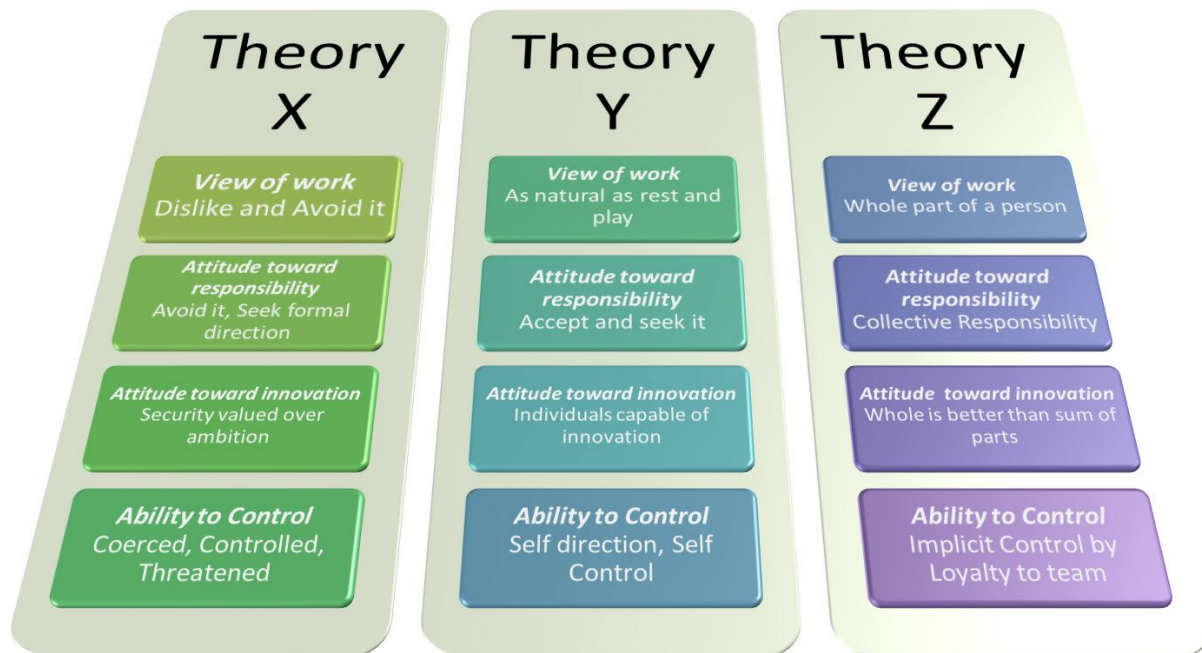 Theory
X
View of work
Dislike and Avoid it
Attitude toward
responsibility
Avoid it, Seek formal
direction
Attitude toward innovation
Security valued over
ambition
Ability to Control
Coerced, Controlled,
Threatened
Theory
Y
View of work
As natural as rest and
play
Attitude toward
responsibility
Accept and seek it
Attitude toward innovation
Individuals capable of
innovation
Ability to Control
Self direction, Self
Control
Theory
Z
View of work
Whole part of a person
Attitude toward
responsibility
Collective Responsibility
Attitude toward innovation
Whole is better than sum of
parts
Ability to Control
Implicit Control by
Loyalty to team